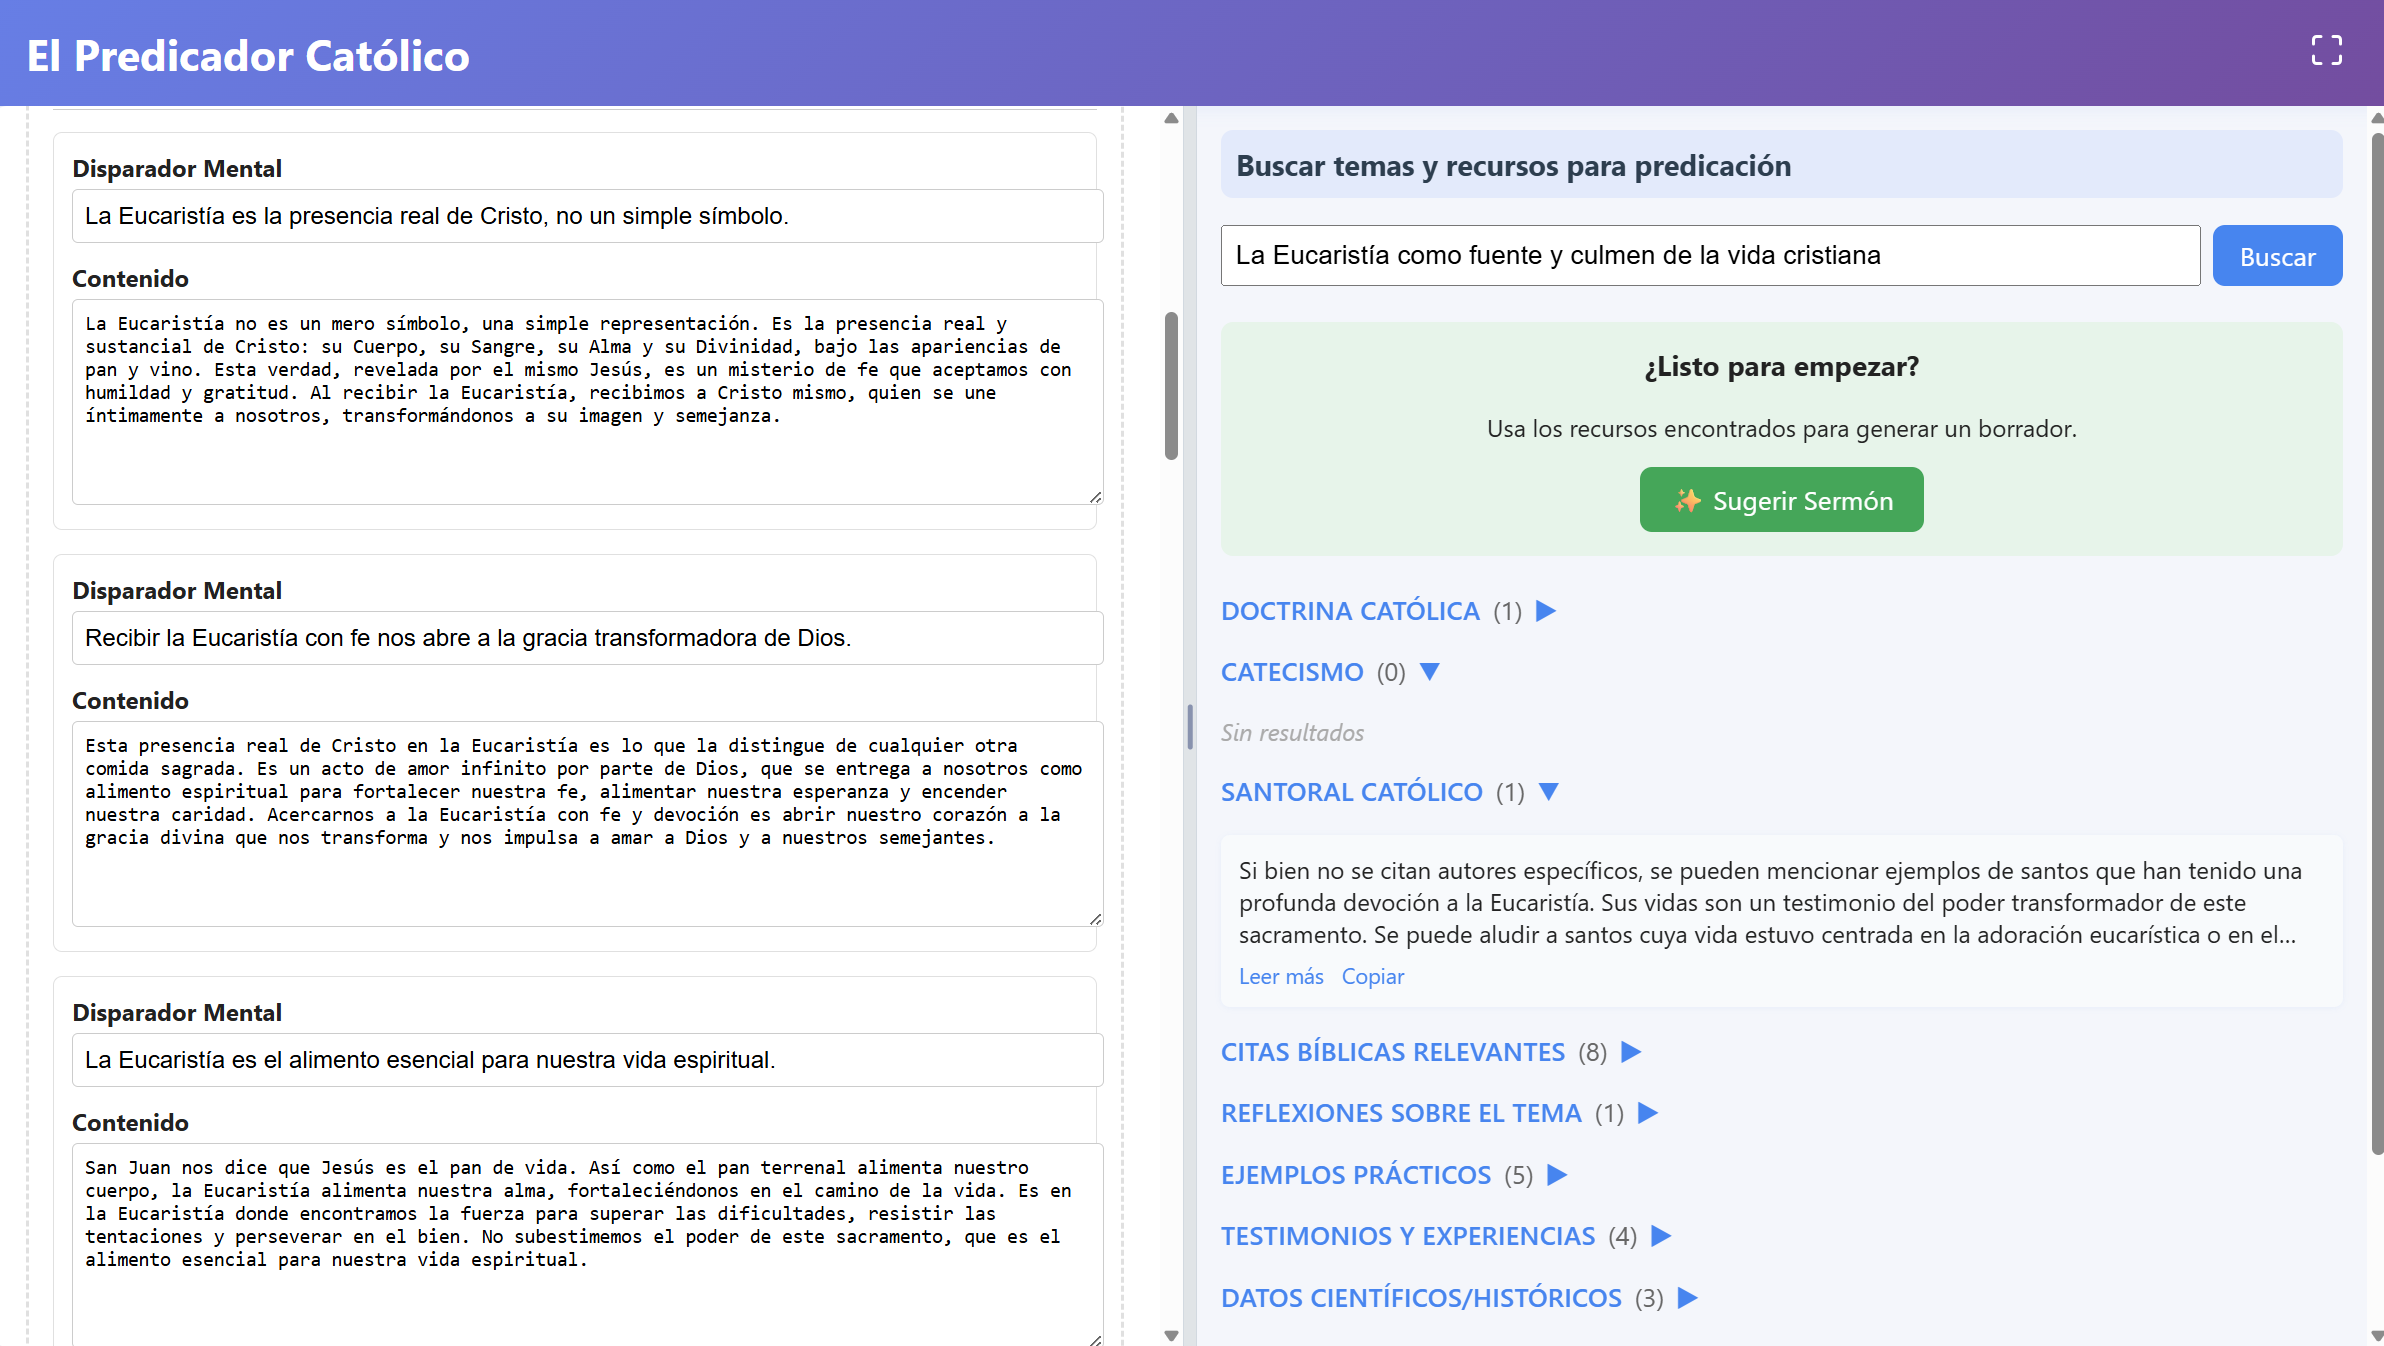 El Predicador Católico
Disparador Mental
La Eucaristía es la presencia real de Cristo, no un simple símbolo.
Contenido
La Eucaristía no es un mero símbolo, una simple representación. Es la presencia real y
sustancial de Cristo: su Cuerpo, su Sangre, su Alma y su Divinidad, bajo las apariencias de
pan y vino. Esta verdad, revelada por el mismo Jesús, es un misterio de fe que aceptamos con
humildad y gratitud. Al recibir la Eucaristía, recibimos a Cristo mismo, quien se une
íntimamente a nosotros, transformándonos a su imagen y semejanza.
Disparador Mental
Recibir la Eucaristía con fe nos abre a la gracia transformadora de Dios.
Contenido
Esta presencia real de Cristo en la Eucaristía es lo que la distingue de cualquier otra
comida sagrada. Es un acto de amor infinito por parte de Dios, que se entrega a nosotros como
alimento espiritual para fortalecer nuestra fe, alimentar nuestra esperanza y encender
nuestra caridad. Acercarnos a la Eucaristía con fe y devoción es abrir nuestro corazón a la
gracia divina que nos transforma y nos impulsa a amar a Dios y a nuestros semejantes.
Disparador Mental
La Eucaristía es el alimento esencial para nuestra vida espiritual.
Contenido
San Juan nos dice que Jesús es el pan de vida. Así como el pan terrenal alimenta nuestro
cuerpo, la Eucaristía alimenta nuestra alma, fortaleciéndonos en el camino de la vida. Es en
la Eucaristía donde encontramos la fuerza para superar las dificultades, resistir las
tentaciones y perseverar en el bien. No subestimemos el poder de este sacramento, que es el
alimento esencial para nuestra vida espiritual.
Buscar temas y recursos para predicación
La Eucaristía como fuente y culmen de la vida cristiana
Buscar
¿Listo para empezar?
Usa los recursos encontrados para generar un borrador.
✨ Sugerir Sermón
DOCTRINA CATÓLICA (1) ▶
CATECISMO (0) ▼
Sin resultados
SANTORAL CATÓLICO (1) ▼
Si bien no se citan autores específicos, se pueden mencionar ejemplos de santos que han tenido una
profunda devoción a la Eucaristía. Sus vidas son un testimonio del poder transformador de este
sacramento. Se puede aludir a santos cuya vida estuvo centrada en la adoración eucarística o en el...
Leer más Copiar
CITAS BÍBLICAS RELEVANTES (8) ▶
REFLEXIONES SOBRE EL TEMA (1) ▶
EJEMPLOS PRÁCTICOS (5) ▶
TESTIMONIOS Y EXPERIENCIAS (4) ▶
DATOS CIENTÍFICOS/HISTÓRICOS (3) ▶